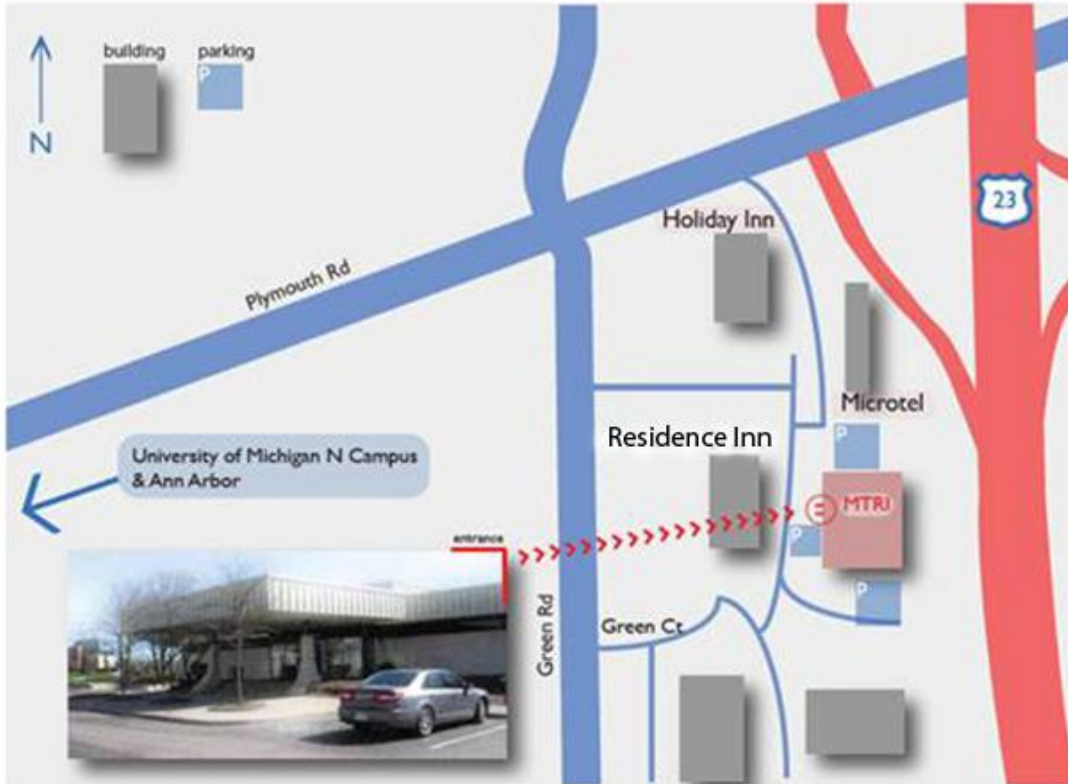 building
parking
P
N
23
Holiday Inn
Plymouth Rd
Microtel
Residence Inn
P
University of Michigan N Campus
& Ann Arbor
E
MTRI
P
entrance
P
Green Rd
Green Ct